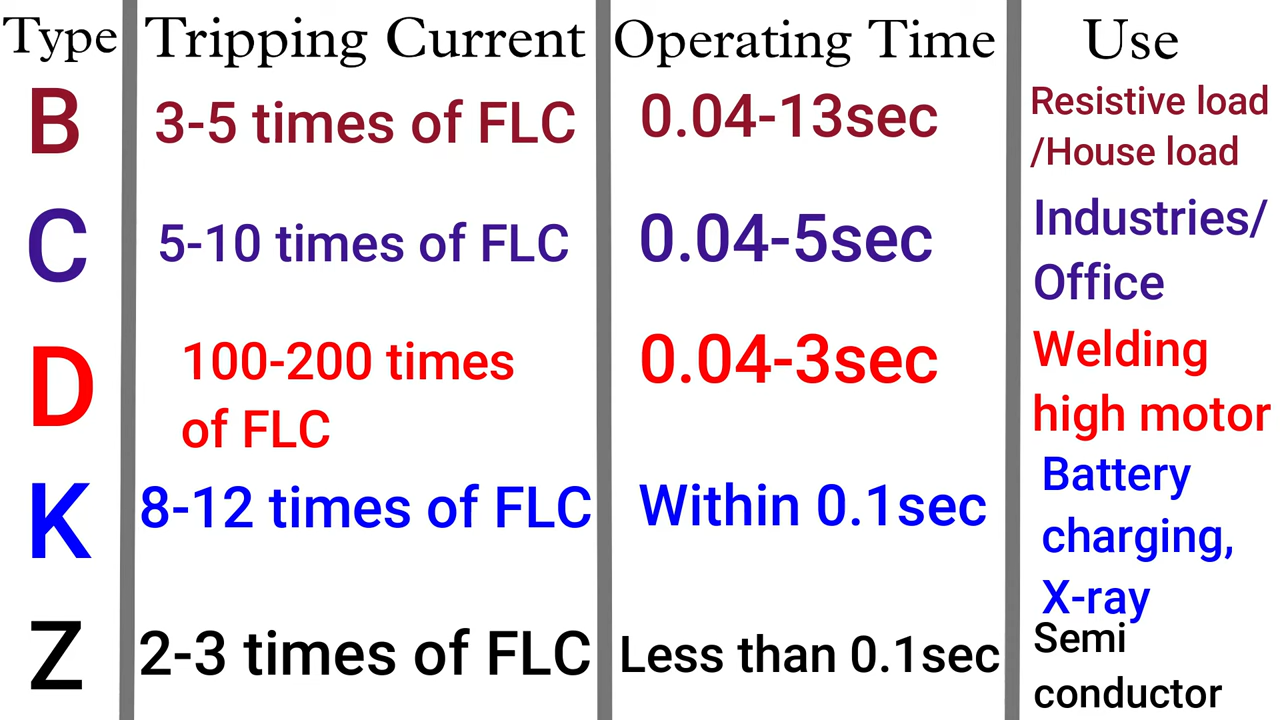 Type Tripping Current Operating Time Use
B 3-5 times of FLC 0.04-13sec Resistive load
/House load
C 5-10 times of FLC 0.04-5sec Industries/
Office
D 100-200 times 0.04-3sec Welding
of FLC high motor
K 8-12 times of FLC Within 0.1sec Battery
charging,
X-ray
Z 2-3 times of FLC Less than 0.1sec Semi
conductor